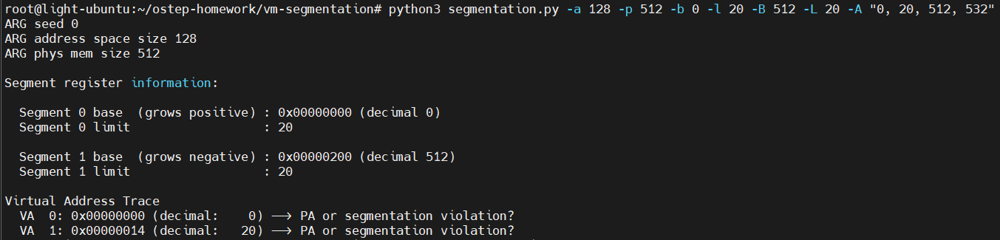 root@light-ubuntu:~/ostep-homework/vm-segmentation# python3 segmentation.py -a 128 -p 512 -b 0 -l 20 -B 512 -L 20 -A "0, 20, 512, 532"
ARG seed 0
ARG address space size 128
ARG phys mem size 512
Segment register information:
Segment 0 base  (grows positive) : 0x00000000 (decimal 0)
Segment 0 limit                  : 20
Segment 1 base  (grows negative) : 0x00000200 (decimal 512)
Segment 1 limit                  : 20
Virtual Address Trace
VA  0: 0x00000000 (decimal:    0) --> PA or segmentation violation?
VA  1: 0x00000014 (decimal:   20) --> PA or segmentation violation?